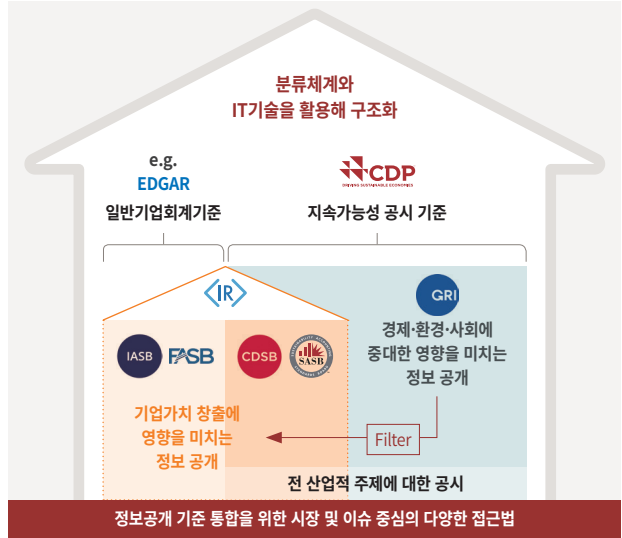 분류체계와
IT기술을 활용해 구조화
e.g.
EDGAR
일반기업회계기준
CDP
DRIVING SUSTAINABLE ECONOMIES
지속가능성 공시 기준
<IR>
GRI
경제·환경·사회에
중대한 영향을 미치는
정보 공개
IASB
FASB
CDSB
SASB
기업가치 창출에
영향을 미치는
정보 공개
Filter
전 산업적 주제에 대한 공시
정보공개 기준 통합을 위한 시장 및 이슈 중심의 다양한 접근법